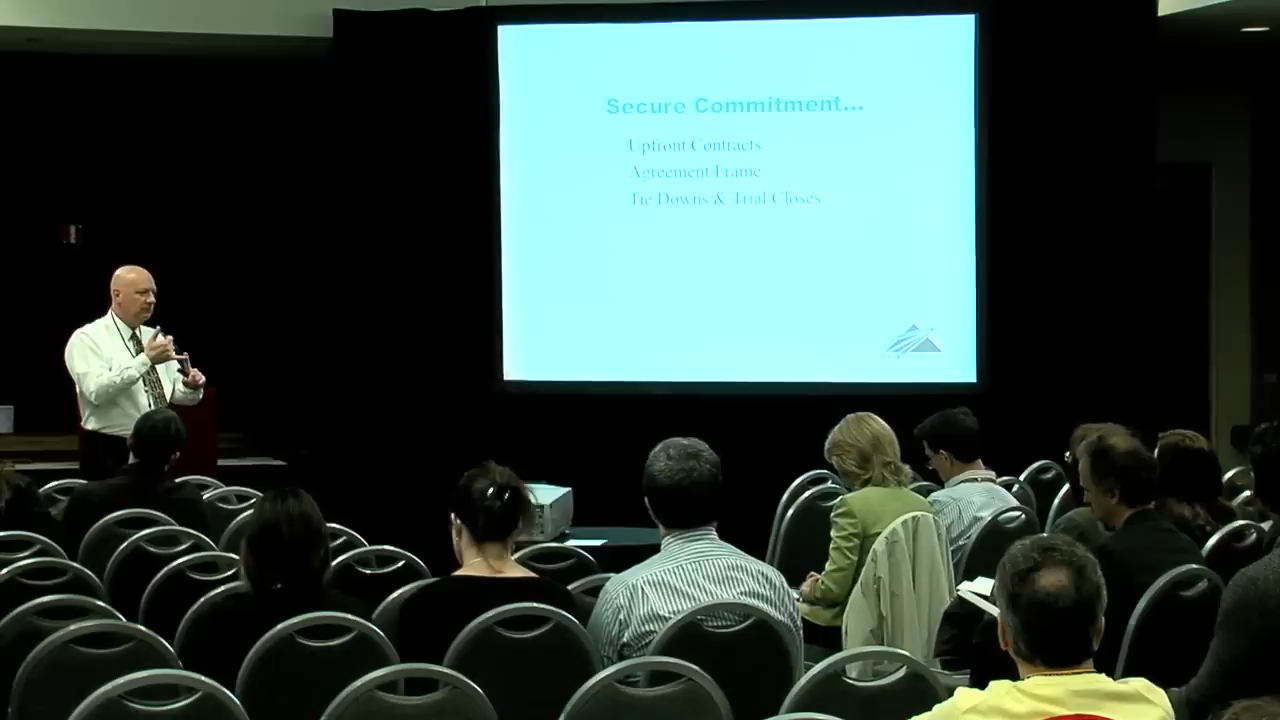 Secure Commitment...
Upfront Contracts
Agreement Frame
Tie Downs & Trial Closes